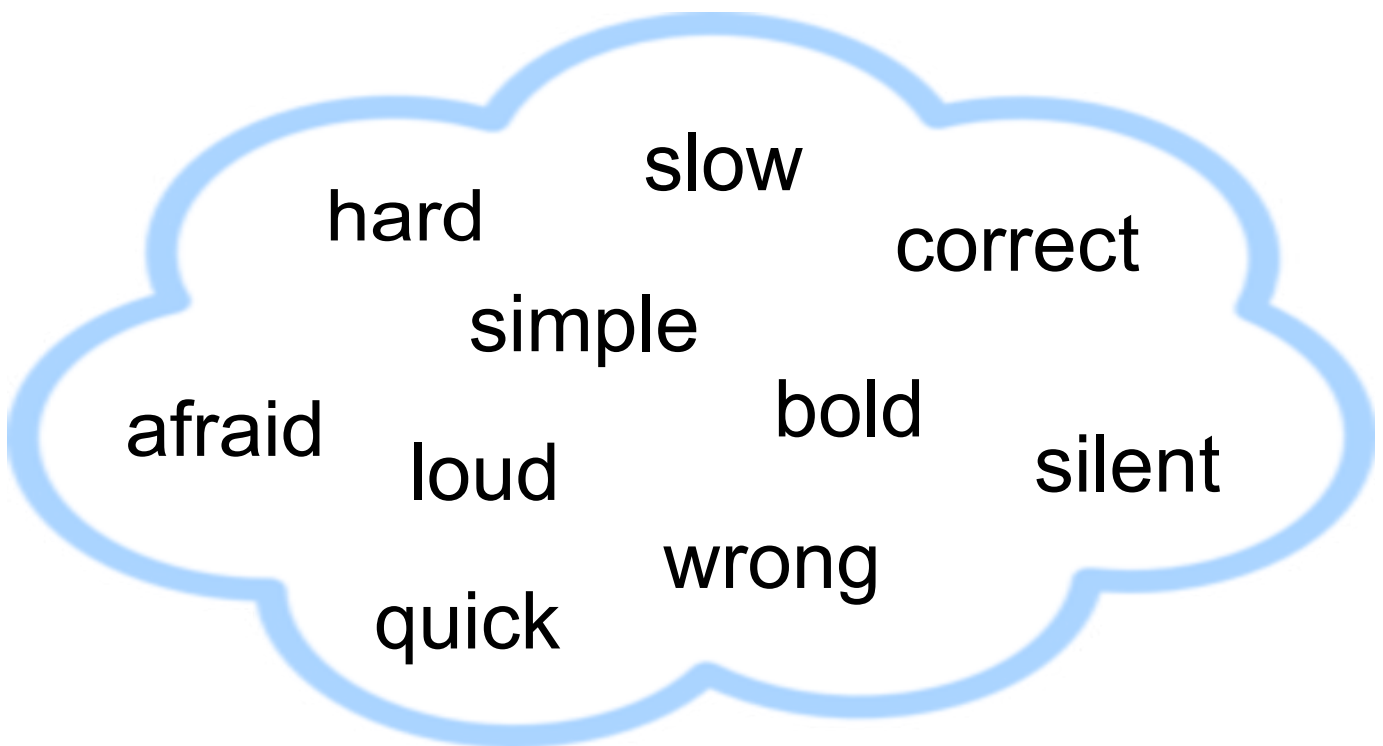 slow
hard
correct
simple
bold
afraid
loud
silent
wrong
quick